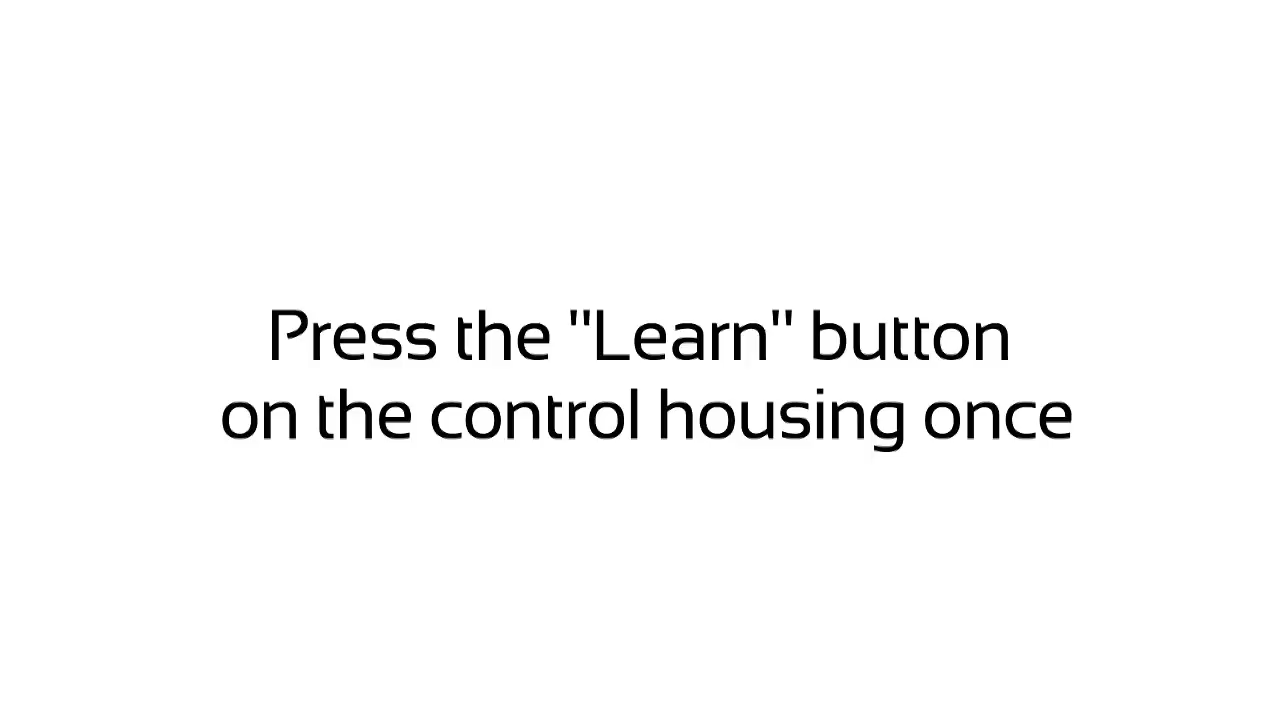 Press the "Learn" button
on the control housing once